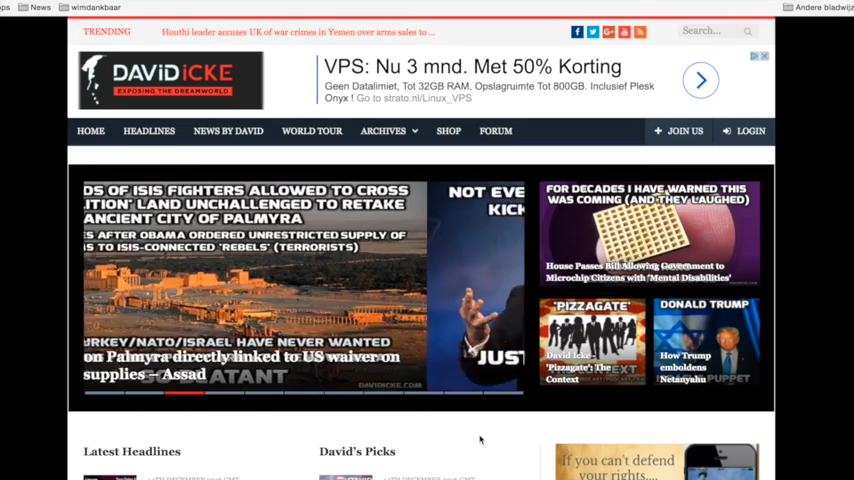 ops
News
wimdankbaar
Andere bladwijz
TRENDING
Houthi leader accuses UK of war crimes in Yemen over arms sales to ...
Search...
DAVID ICKE
EXPOSING THE DREAMWORLD
VPS: Nu 3 mnd. Met 50% Korting
Geen Datalimiet, Tot 32GB RAM, Opslagruimte Tot 800GB. Inclusief Plesk
Onyx ! Go to strato.nl/Linux_VPS
HOME
HEADLINES
NEWS BY DAVID
WORLD TOUR
ARCHIVES
SHOP
FORUM
JOIN US
LOGIN
DS OF ISIS FIGHTERS ALLOWED TO CROSS
LITION' LAND UNCHALLENGED TO RETAKE
ANCIENT CITY OF PALMYRA
ES AFTER OBAMA ORDERED UNRESTRICTED SUPPLY OF
S TO ISIS-CONNECTED 'REBELS' (TERRORISTS)
URKEY/NATO/ISRAEL HAVE NEVER WANTED
on Palmyra directly linked to US waiver on
supplies – Assad
SO BLATANT
DAVIDICKE.COM
NOT EVE
KICK
JUST
FOR DECADES I HAVE WARNED THIS
WAS COMING (AND THEY LAUGHED)
House Passes Bill Allowing Government to
Microchip Citizens with 'Mental Disabilities'
'PIZZAGATE'
David Icke -
'Pizzagate': The
Context
DONALD TRUMP
How Trump
emboldens
Netanyahu
PUPPET
Latest Headlines
David's Picks
If you can't defend
your rights....